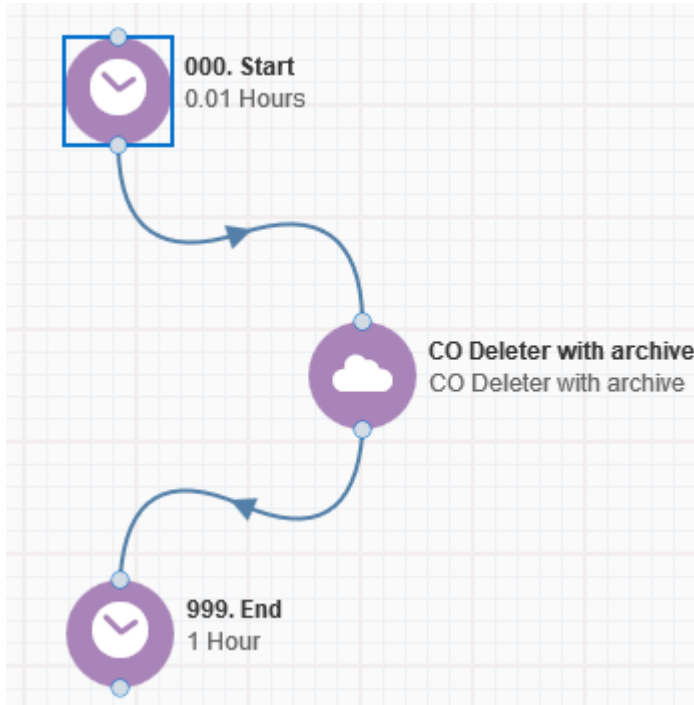 000. Start
0.01 Hours
CO Deleter with archive
CO Deleter with archive
999. End
1 Hour